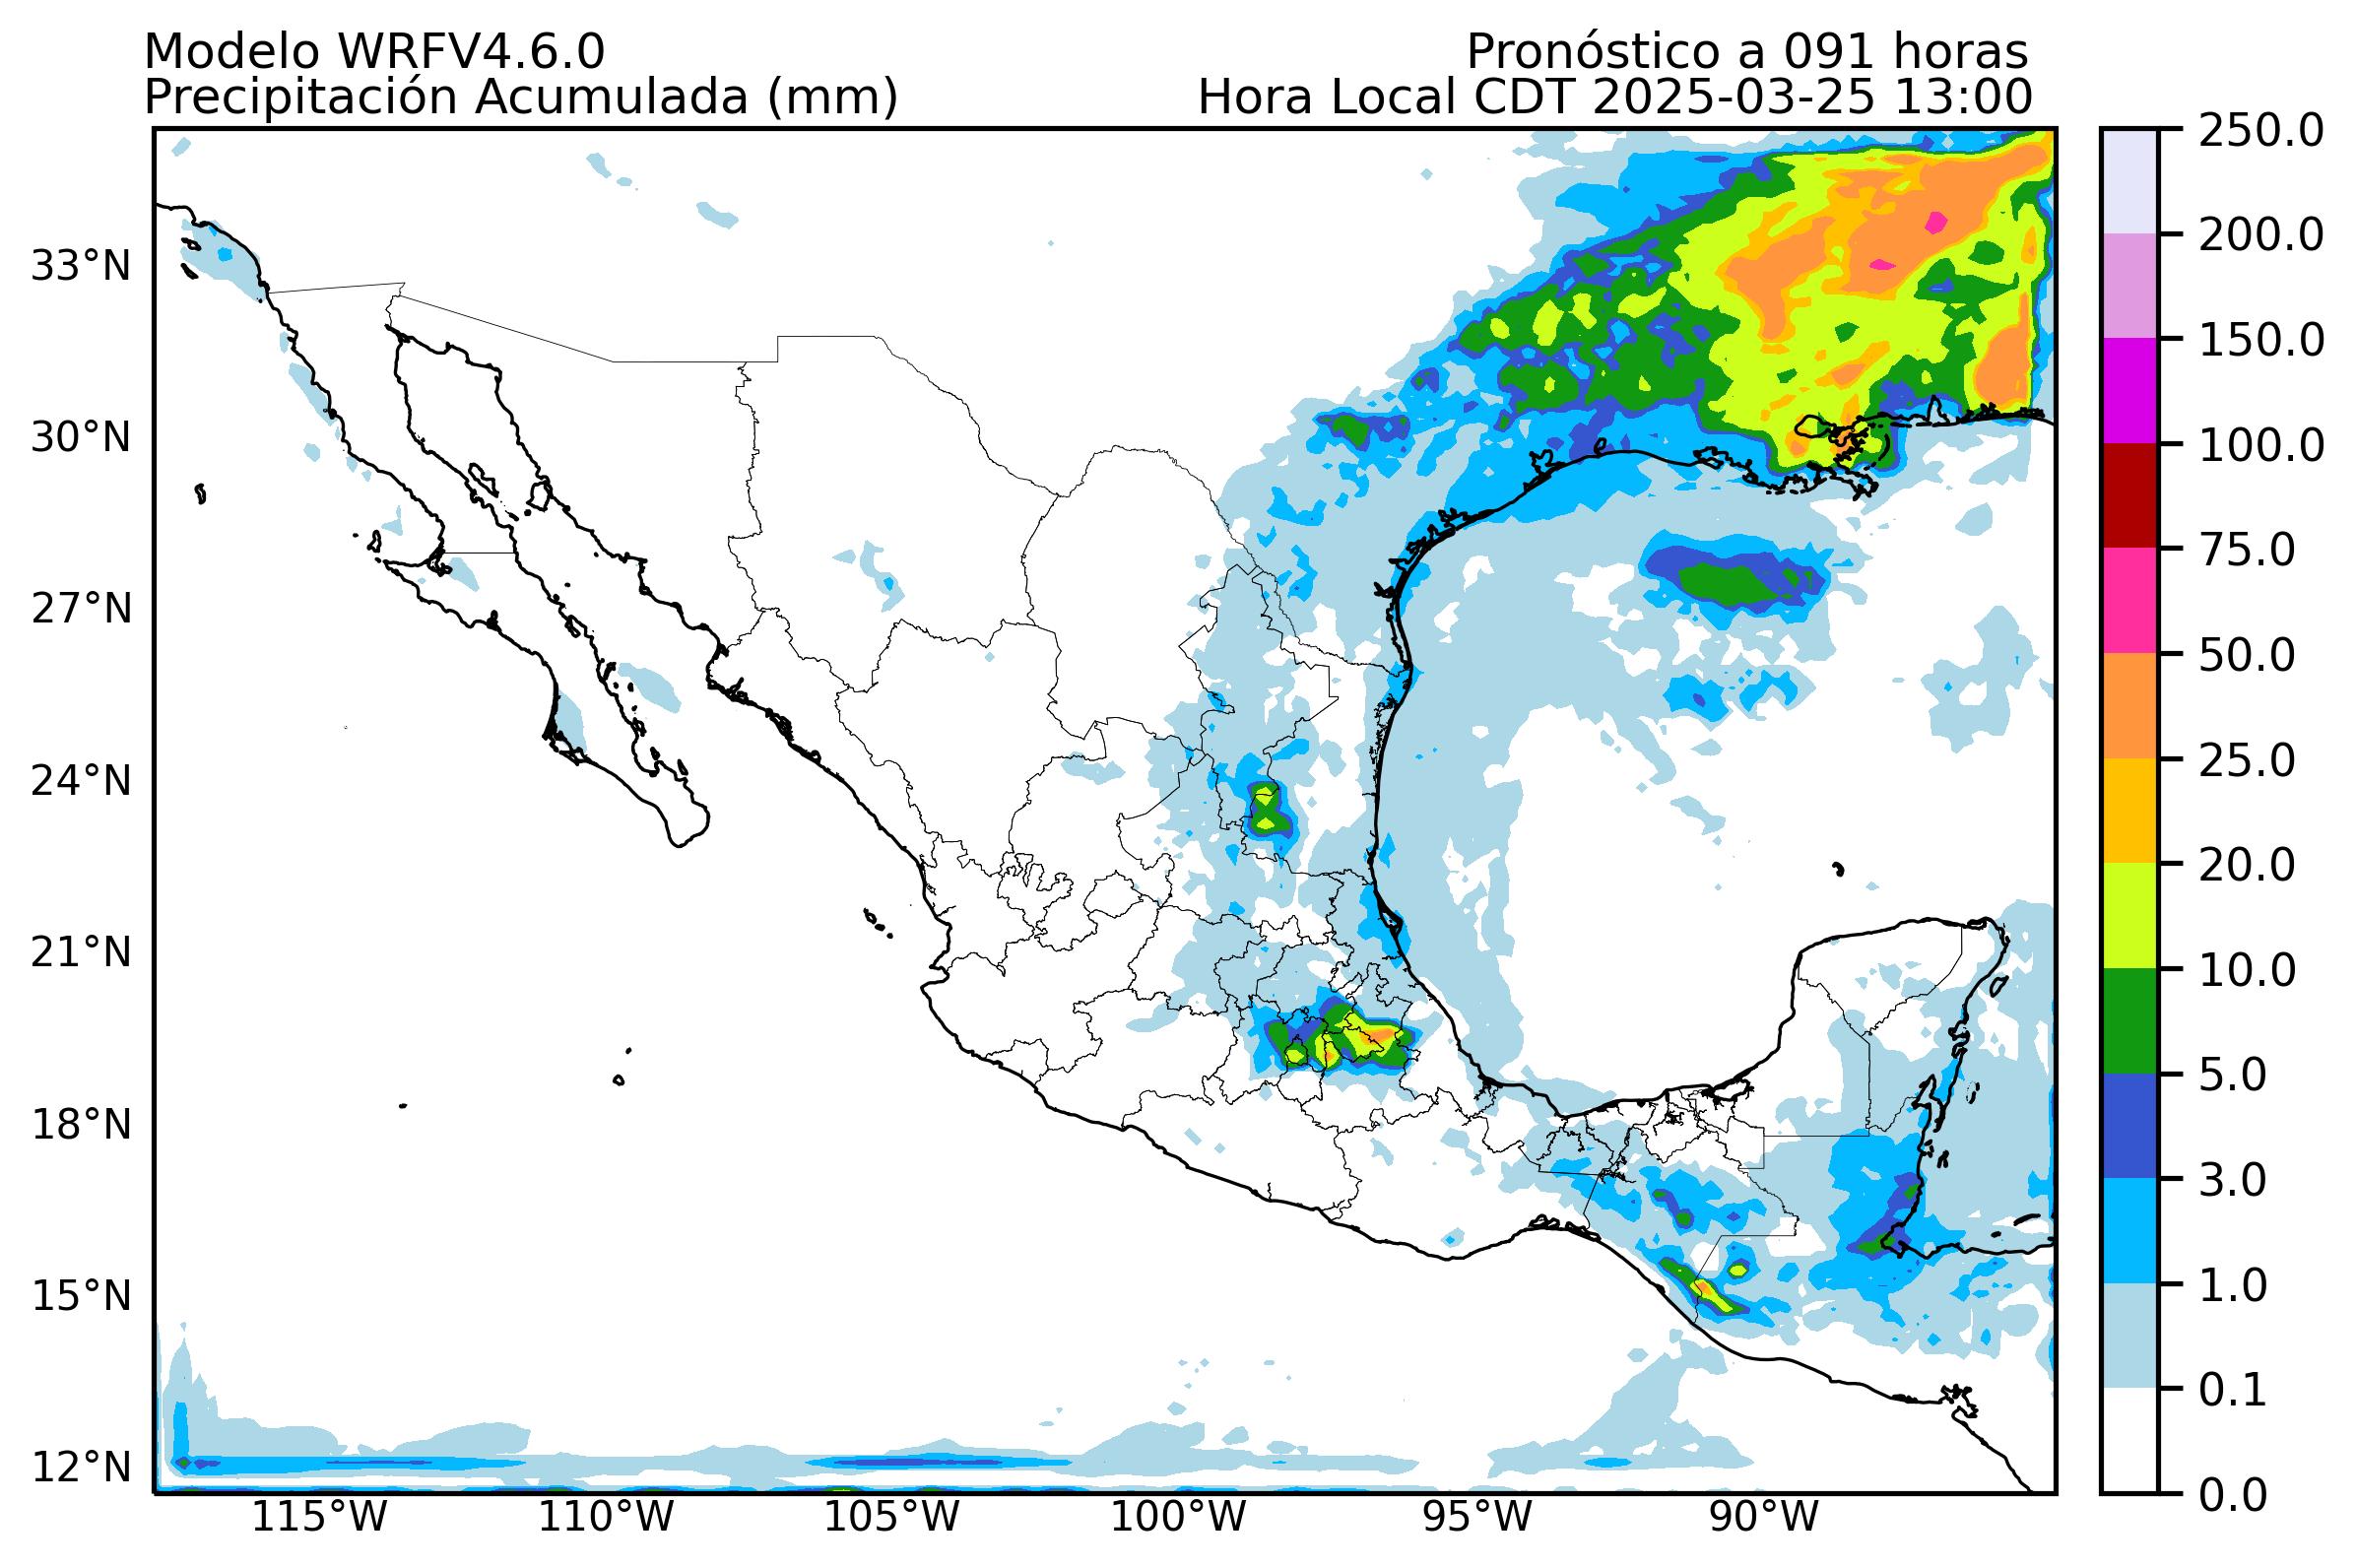 Modelo WRFV4.6.0
Pronóstico a 091 horas
Precipitación Acumulada (mm)
Hora Local CDT 2025-03-25 13:00
33°N
30°N
27°N
24°N
21°N
18°N
15°N
12°N
115°W
110°W
105°W
100°W
95°W
90°W
250.0
200.0
150.0
100.0
75.0
50.0
25.0
20.0
10.0
5.0
3.0
1.0
0.1
0.0